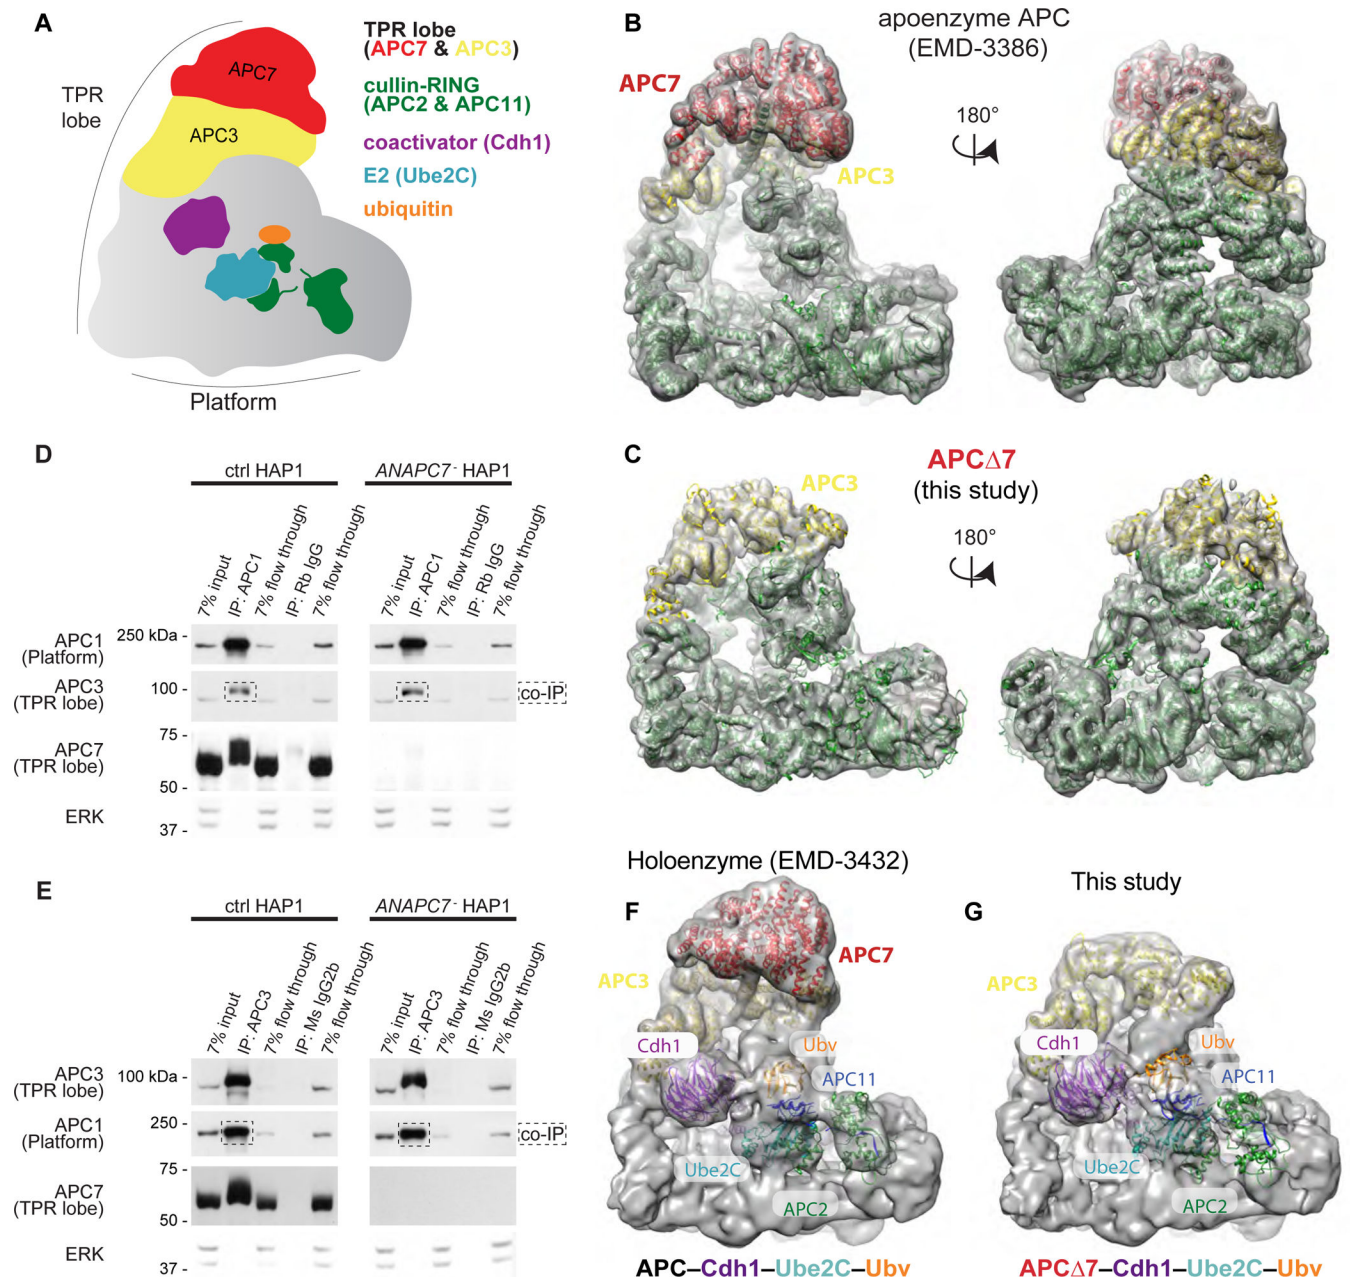 A
TPR lobe
(APC7 & APC3)
cullin-RING
(APC2 & APC11)
coactivator (Cdh1)
E2 (Ube2C)
ubiquitin
TPR
lobe
APC7
APC3
Platform
B
apoenzyme APC
(EMD-3386)
APC7
APC3
180°
C
APCΔ7
(this study)
APC3
180°
D
ctrl HAP1
ANAPC7- HAP1
7% input
IP: APC1
7% flow through
IP: Rb IgG
7% flow through
7% input
IP: APC1
7% flow through
IP: Rb IgG
7% flow through
APC1
(Platform)
250 kDa -
APC3
(TPR lobe)
100 -
co-IP
APC7
(TPR lobe)
75 -
50 -
ERK
37 -
E
ctrl HAP1
ANAPC7- HAP1
7% input
IP: APC3
7% flow through
IP: Ms IgG2b
7% flow through
7% input
IP: APC3
7% flow through
IP: Ms IgG2b
7% flow through
APC3
(TPR lobe)
100 kDa -
APC1
(Platform)
250 -
co-IP
APC7
(TPR lobe)
75 -
50 -
ERK
37 -
Holoenzyme (EMD-3432)
F
APC7
APC3
Cdh1
Ubv
APC11
Ube2C
APC2
APC–Cdh1–Ube2C–Ubv
This study
G
APC3
Cdh1
Ubv
APC11
Ube2C
APC2
APCΔ7–Cdh1–Ube2C–Ubv